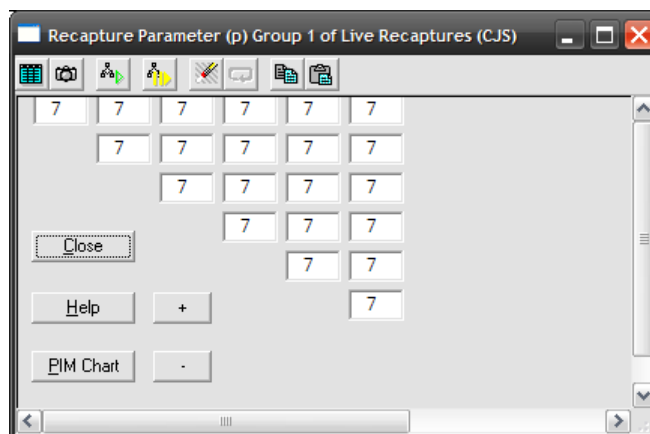 Recapture Parameter (p) Group 1 of Live Recaptures (CJS)
7 7 7 7 7 7
7 7 7 7 7
7 7 7 7
7 7 7
Close
7 7
Help + 7
PIM Chart -